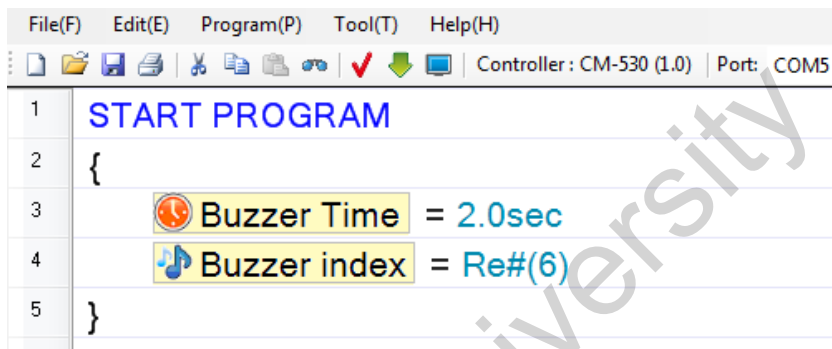 File(F) Edit(E) Program(P) Tool(T) Help(H)
Controller : CM-530 (1.0) Port: COM5
1 START PROGRAM
2 {
3 Buzzer Time = 2.0sec
4 Buzzer index = Re#(6)
5 }
versity